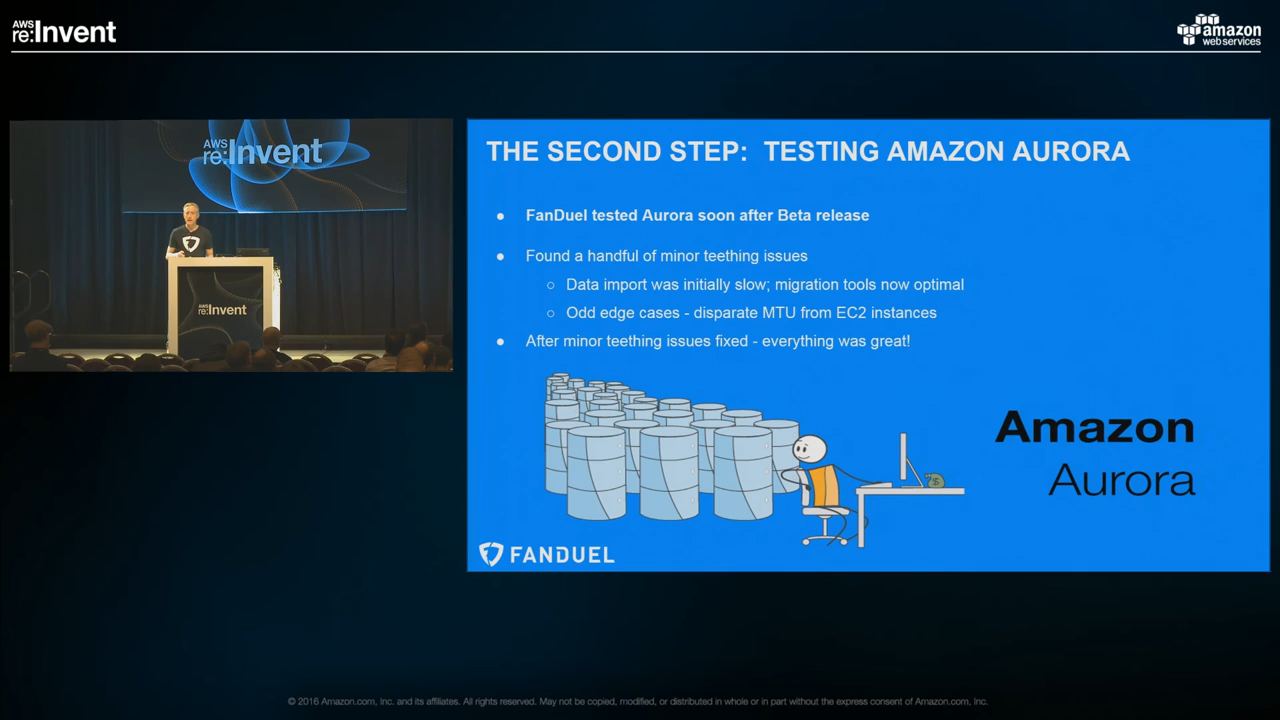 AWS
re:Invent
amazon
web services
AWS
re:Invent
AWS
re:Invent
THE SECOND STEP: TESTING AMAZON AURORA
● FanDuel tested Aurora soon after Beta release
● Found a handful of minor teething issues
○ Data import was initially slow; migration tools now optimal
○ Odd edge cases - disparate MTU from EC2 instances
● After minor teething issues fixed - everything was great!
$
Amazon
Aurora
FANDUEL
© 2016 Amazon.com, Inc. and its affiliates. All rights reserved. May not be copied, modified, or distributed in whole or in part without the express consent of Amazon.com, Inc.